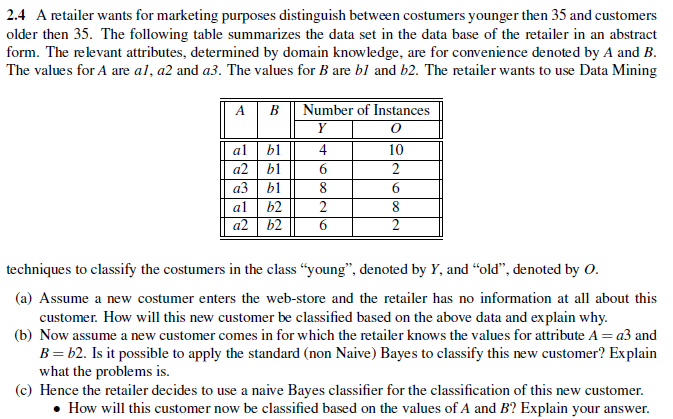 2.4 A retailer wants for marketing purposes distinguish between costumers younger then 35 and customers
older then 35. The following table summarizes the data set in the data base of the retailer in an abstract
form. The relevant attributes, determined by domain knowledge, are for convenience denoted by A and B.
The values for A are a1, a2 and a3. The values for B are b1 and b2. The retailer wants to use Data Mining
A B Number of Instances
Y O
a1 b1 4 10
a2 b1 6 2
a3 b1 8 6
a1 b2 2 8
a2 b2 6 2
techniques to classify the costumers in the class “young”, denoted by Y, and “old”, denoted by O.
(a) Assume a new costumer enters the web-store and the retailer has no information at all about this
customer. How will this new customer be classified based on the above data and explain why.
(b) Now assume a new customer comes in for which the retailer knows the values for attribute A = a3 and
B = b2. Is it possible to apply the standard (non Naive) Bayes to classify this new customer? Explain
what the problems is.
(c) Hence the retailer decides to use a naive Bayes classifier for the classification of this new customer.
• How will this customer now be classified based on the values of A and B? Explain your answer.